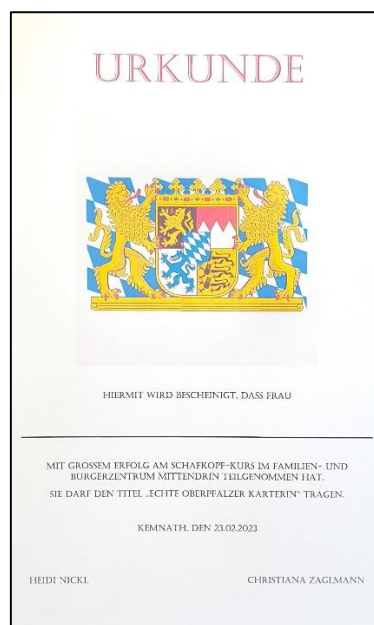 URKUNDE
HIERMIT WIRD BESCHEINIGT, DASS FRAU
MIT GROSSEM ERFOLG AM SCHAFKOPF-KURS IM FAMILIEN- UND
BÜRGERZENTRUM MITTENDRIN TEILGENOMMEN HAT.
SIE DARF DEN TITEL „ECHTE OBERPFÄLZER KARTERIN“ TRAGEN.
KEMNATH, DEN 23.02.2023
HEIDI NICKL CHRISTIANA ZAGLMANN